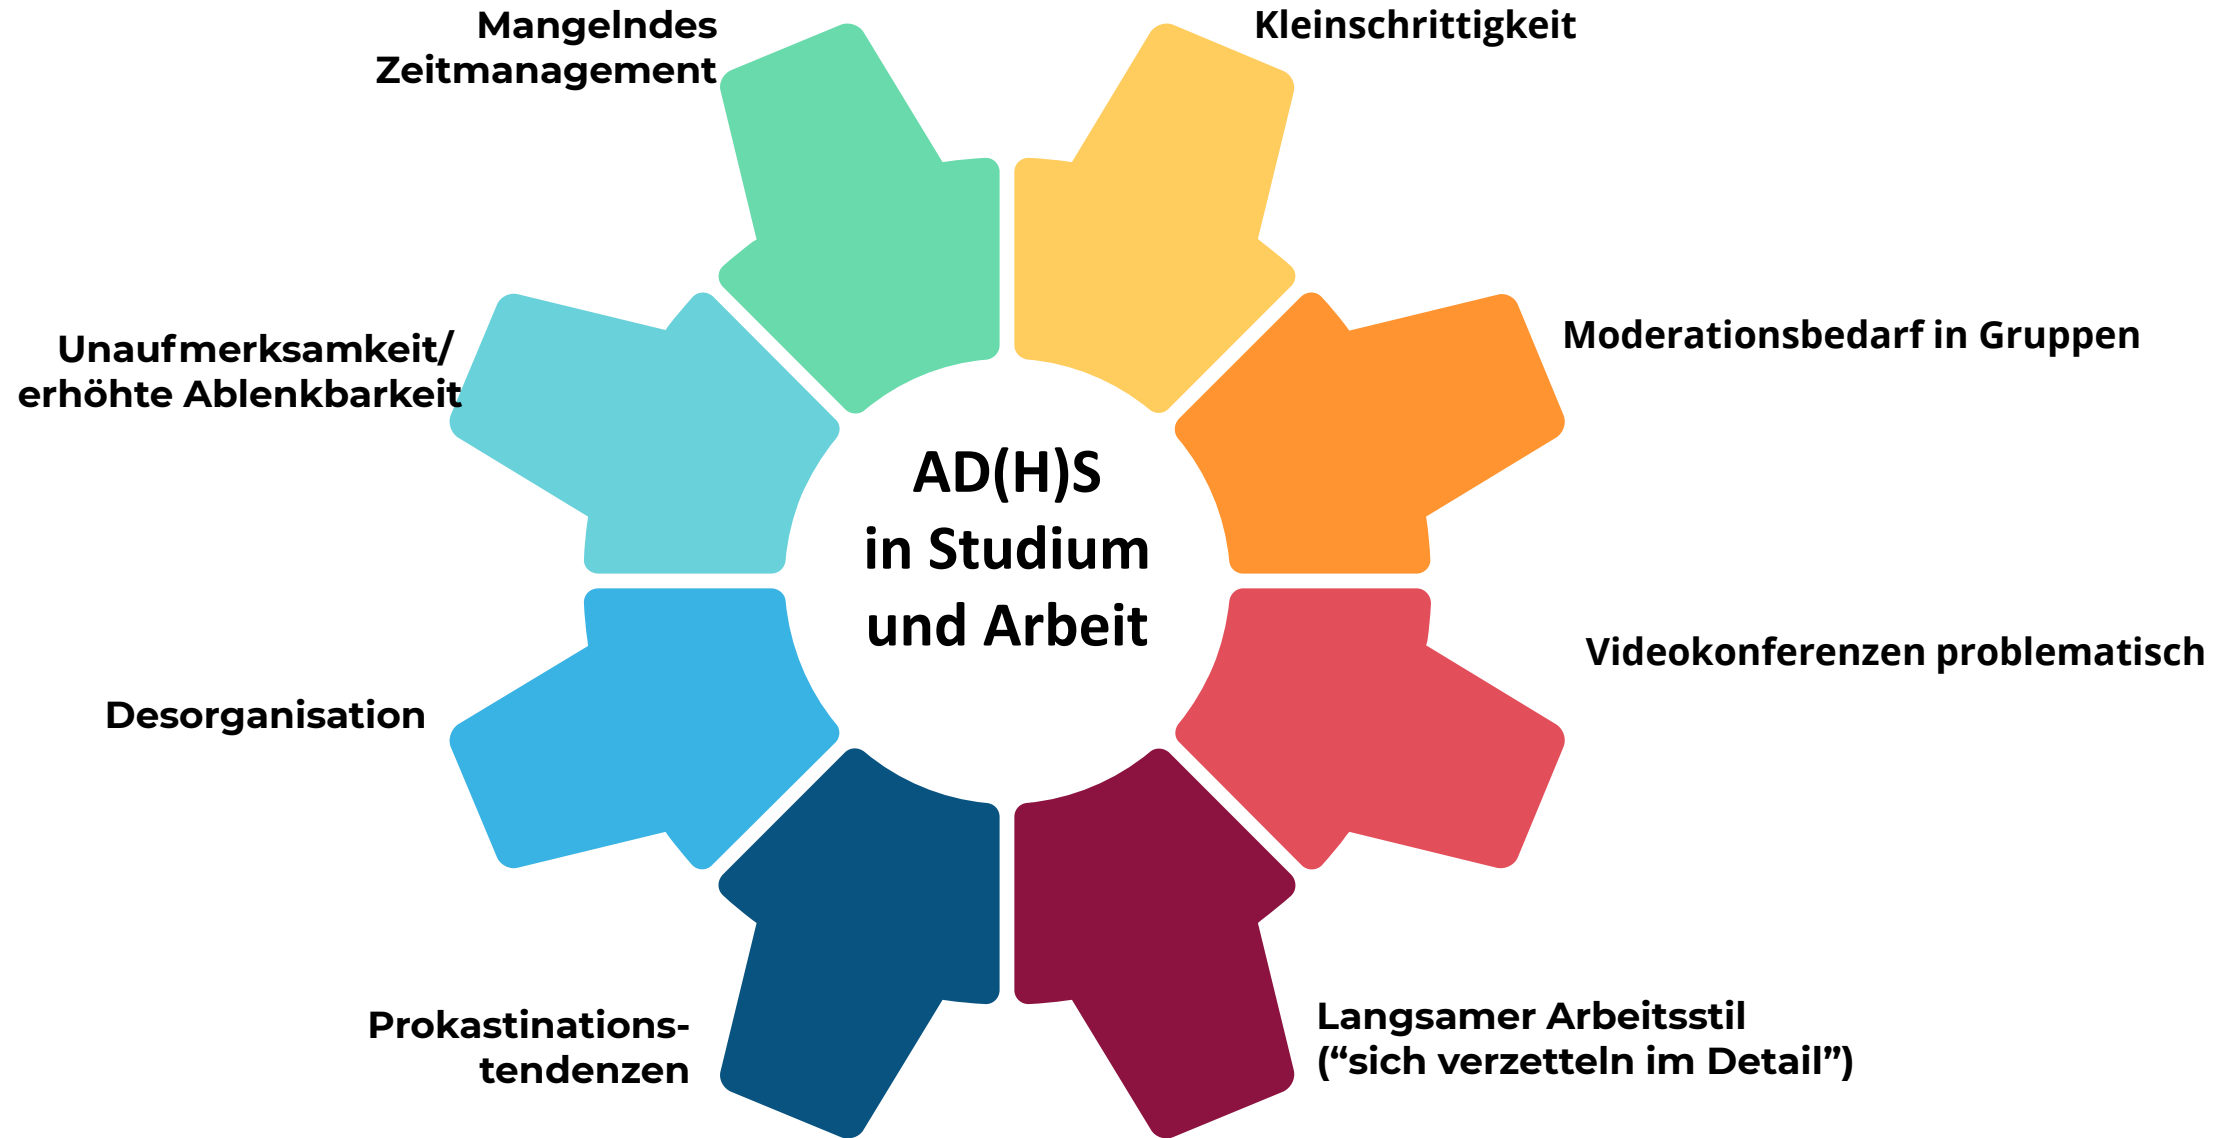 Mangelndes
Zeitmanagement
Kleinschrittigkeit
Unaufmerksamkeit/
erhöhte Ablenkbarkeit
Moderationsbedarf in Gruppen
AD(H)S
in Studium
und Arbeit
Desorganisation
Videokonferenzen problematisch
Prokastinations-
tendenzen
Langsamer Arbeitsstil
(“sich verzetteln im Detail”)